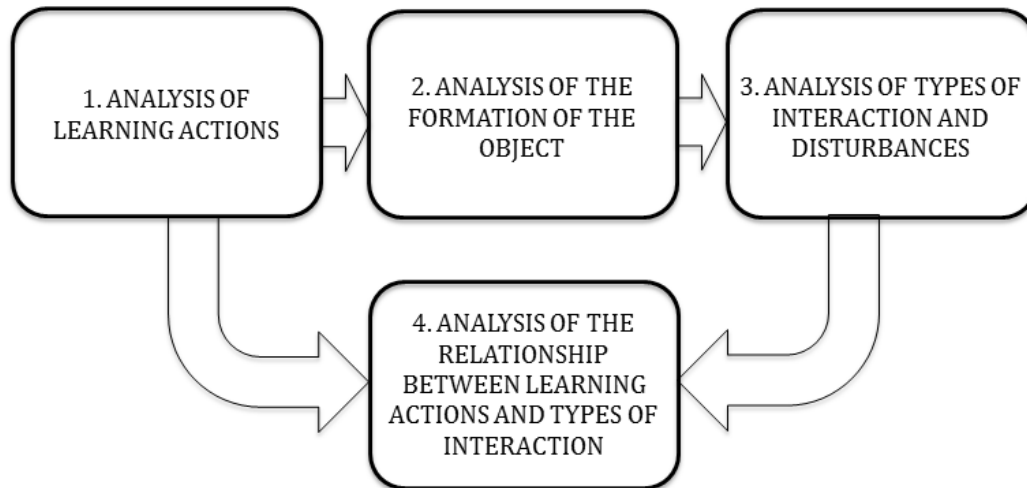 1. ANALYSIS OF
LEARNING ACTIONS
2. ANALYSIS OF THE
FORMATION OF THE
OBJECT
3. ANALYSIS OF TYPES OF
INTERACTION AND
DISTURBANCES
4. ANALYSIS OF THE
RELATIONSHIP
BETWEEN LEARNING
ACTIONS AND TYPES OF
INTERACTION